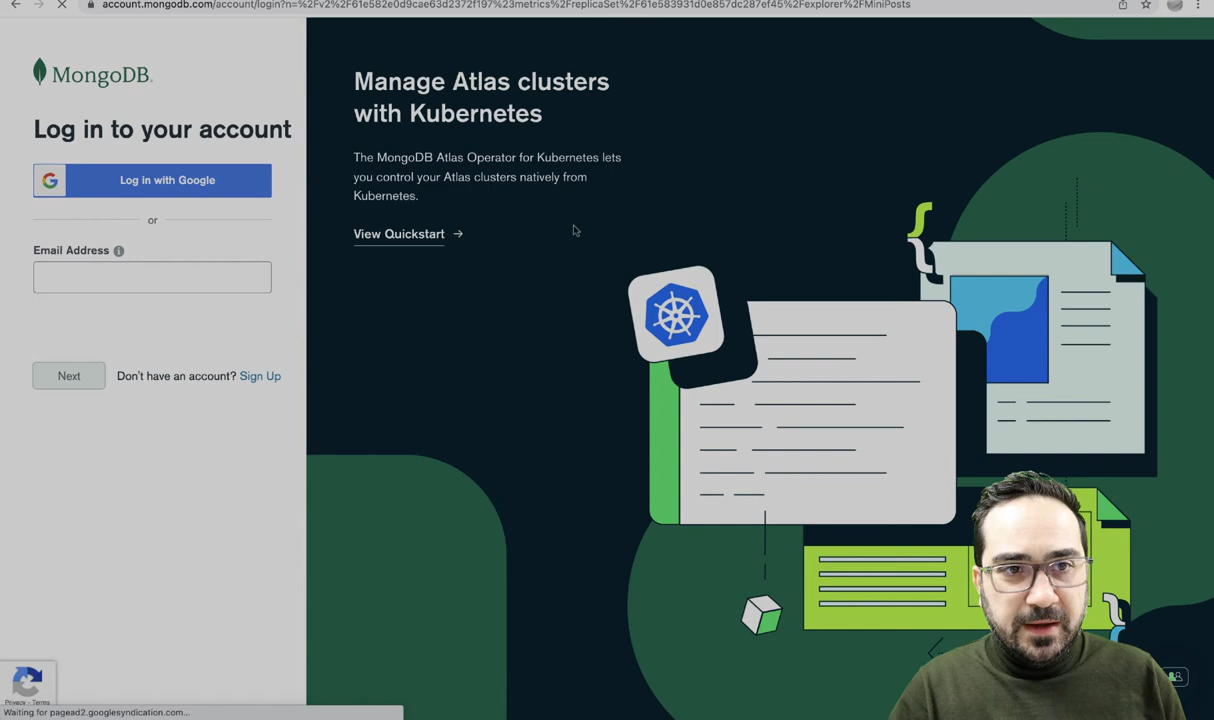 account.mongodb.com/account/login?n=%2Fv2%2F61e582e0d9cae63d2372f197%23metrics%2FreplicaSet%2F61e583931d0e857dc287ef45%2Fexplorer%2FMiniPosts
MongoDB.
Log in to your account
Log in with Google
or
Email Address
Next
Don't have an account? Sign Up
Manage Atlas clusters
with Kubernetes
The MongoDB Atlas Operator for Kubernetes lets
you control your Atlas clusters natively from
Kubernetes.
View Quickstart →
Privacy - Terms
Waiting for pagead2.googlesyndication.com...